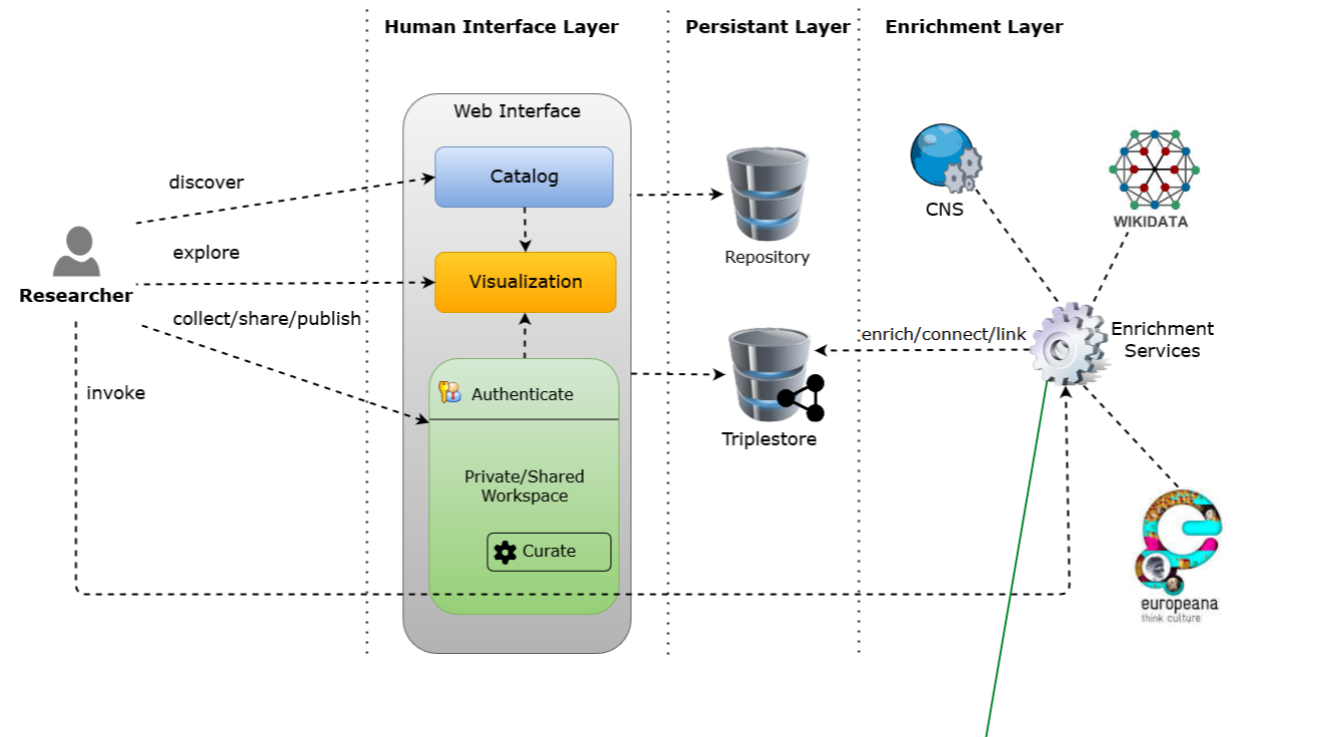 Human Interface Layer
Persistant Layer
Enrichment Layer
Web Interface
Catalog
discover
explore
Visualization
Researcher
collect/share/publish
invoke
Authenticate
Private/Shared
Workspace
Curate
Repository
Triplestore
CNS
WIKIDATA
enrich/connect/link
Enrichment
Services
europeana
think culture